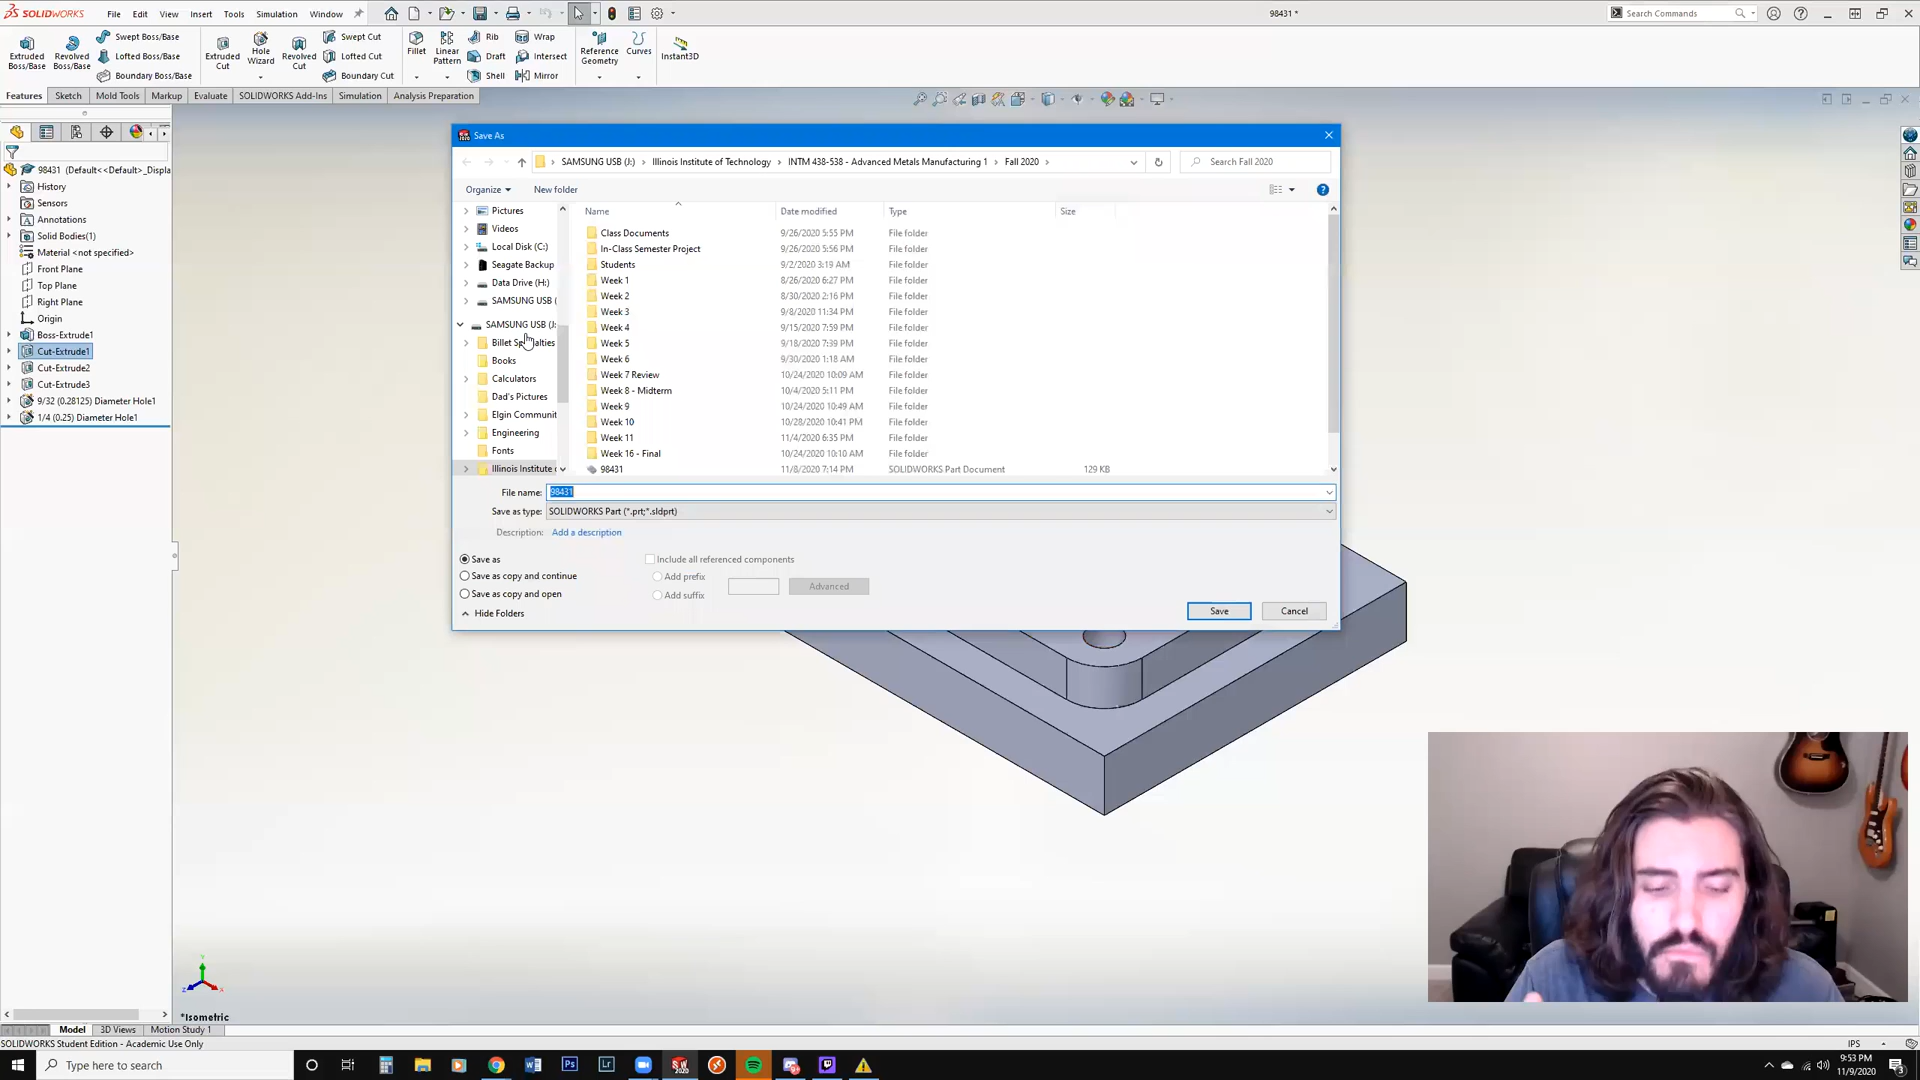 SOLIDWORKS File Edit View Insert Tools Simulation Window 98431 * Search Commands
Extruded Boss/Base
Revolved Boss/Base
Swept Boss/Base
Lofted Boss/Base
Boundary Boss/Base
Extruded Cut
Hole Wizard
Revolved Cut
Swept Cut
Lofted Cut
Boundary Cut
Fillet
Linear Pattern
Rib
Draft
Shell
Wrap
Intersect
Mirror
Reference Geometry
Curves
Instant3D
Features Sketch Mold Tools Markup Evaluate SOLIDWORKS Add-Ins Simulation Analysis Preparation
98431 (Default<<Default>_Displa
History
Sensors
Annotations
Solid Bodies(1)
Material <not specified>
Front Plane
Top Plane
Right Plane
Origin
Boss-Extrude1
Cut-Extrude1
Cut-Extrude2
Cut-Extrude3
9/32 (0.28125) Diameter Hole1
1/4 (0.25) Diameter Hole1
Save As
SAMSUNG USB (J:) > Illinois Institute of Technology > INTM 438-538 - Advanced Metals Manufacturing 1 > Fall 2020 >
Search Fall 2020
Organize New folder
Pictures
Videos
Local Disk (C:)
Seagate Backup
Data Drive (H:)
SAMSUNG USB (
SAMSUNG USB (J:
Billet Specialties
Books
Calculators
Dad's Pictures
Elgin Communit
Engineering
Fonts
Illinois Institute
Name Date modified Type Size
Class Documents 9/26/2020 5:55 PM File folder
In-Class Semester Project 9/26/2020 5:56 PM File folder
Students 9/2/2020 3:19 AM File folder
Week 1 8/26/2020 6:27 PM File folder
Week 2 8/30/2020 2:16 PM File folder
Week 3 9/8/2020 11:34 PM File folder
Week 4 9/15/2020 7:59 PM File folder
Week 5 9/18/2020 7:39 PM File folder
Week 6 9/30/2020 1:18 AM File folder
Week 7 Review 10/24/2020 10:09 AM File folder
Week 8 - Midterm 10/4/2020 5:11 PM File folder
Week 9 10/24/2020 10:49 AM File folder
Week 10 10/28/2020 10:41 PM File folder
Week 11 11/4/2020 6:35 PM File folder
Week 16 - Final 10/24/2020 10:10 AM File folder
98431 11/8/2020 7:14 PM SOLIDWORKS Part Document 129 KB
File name: 98431
Save as type: SOLIDWORKS Part (*.prt;*.sldprt)
Description: Add a description
Save as
Save as copy and continue
Save as copy and open
Include all referenced components
Add prefix
Add suffix
Advanced
Hide Folders
Save Cancel
*Isometric
Model 3D Views Motion Study 1
SOLIDWORKS Student Edition - Academic Use Only
IPS
Type here to search
9:53 PM
11/9/2020